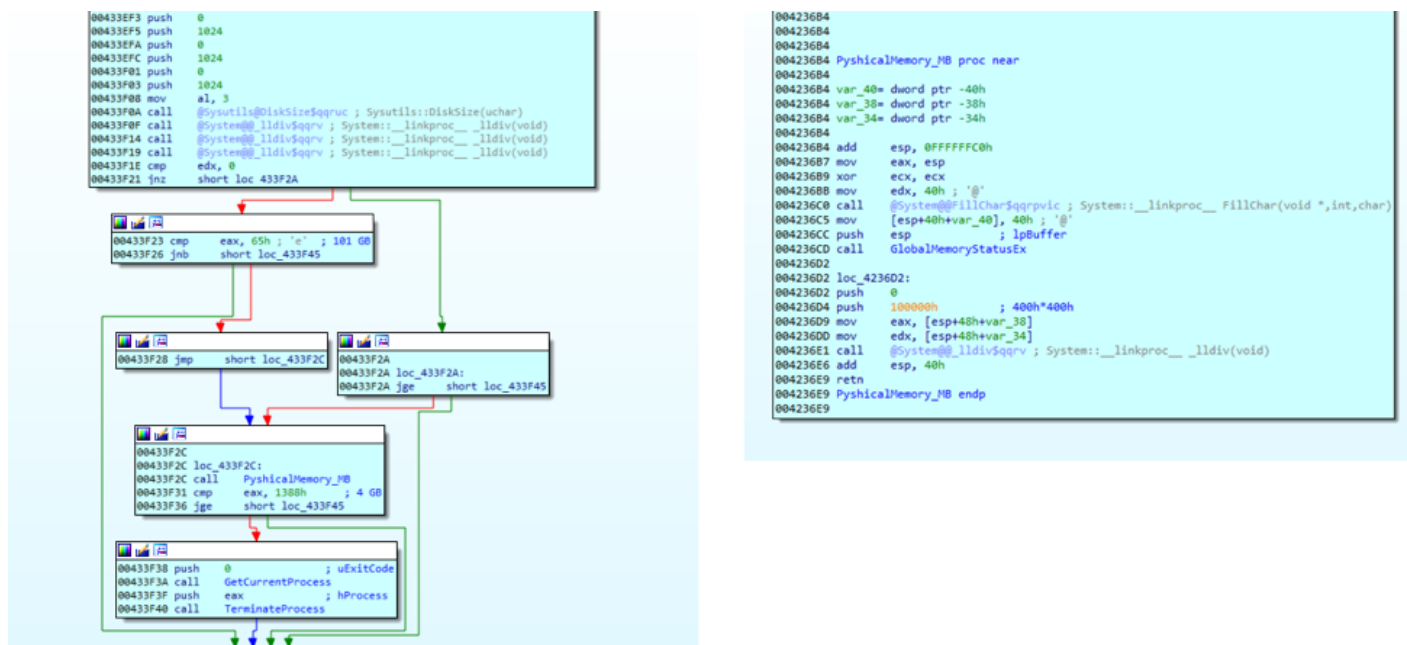 00433EF3 push 0
00433EF5 push 1024
00433EFA push 0
00433EFC push 1024
00433F01 push 0
00433F03 push 1024
00433F08 mov al, 3
00433F0A call @Sysutils@DiskSize$qqruc ; Sysutils::DiskSize(uchar)
00433F0F call @System@@_lldiv$qqrv ; System::__linkproc__ _lldiv(void)
00433F14 call @System@@_lldiv$qqrv ; System::__linkproc__ _lldiv(void)
00433F19 call @System@@_lldiv$qqrv ; System::__linkproc__ _lldiv(void)
00433F1E cmp edx, 0
00433F21 jnz short loc_433F2A
00433F23 cmp eax, 65h ; 'e' ; 101 GB
00433F26 jnb short loc_433F45
00433F28 jmp short loc_433F2C
00433F2A
00433F2A loc_433F2A:
00433F2A jge short loc_433F45
00433F2C
00433F2C loc_433F2C:
00433F2C call PyshicalMemory_MB
00433F31 cmp eax, 1388h ; 4 GB
00433F36 jge short loc_433F45
00433F38 push 0 ; uExitCode
00433F3A call GetCurrentProcess
00433F3F push eax ; hProcess
00433F40 call TerminateProcess
004236B4
004236B4
004236B4
004236B4 PyshicalMemory_MB proc near
004236B4
004236B4 var_40= dword ptr -40h
004236B4 var_38= dword ptr -38h
004236B4 var_34= dword ptr -34h
004236B4
004236B4 add esp, 0FFFFFFC0h
004236B7 mov eax, esp
004236B9 xor ecx, ecx
004236BB mov edx, 40h ; '@'
004236C0 call @System@@FillChar$qqrpvic ; System::__linkproc__ FillChar(void *,int,char)
004236C5 mov [esp+40h+var_40], 40h ; '@'
004236CC push esp ; lpBuffer
004236CD call GlobalMemoryStatusEx
004236D2
004236D2 loc_4236D2:
004236D2 push 0
004236D4 push 100000h ; 400h*400h
004236D9 mov eax, [esp+48h+var_38]
004236DD mov edx, [esp+48h+var_34]
004236E1 call @System@@_lldiv$qqrv ; System::__linkproc__ _lldiv(void)
004236E6 add esp, 40h
004236E9 retn
004236E9 PyshicalMemory_MB endp
004236E9